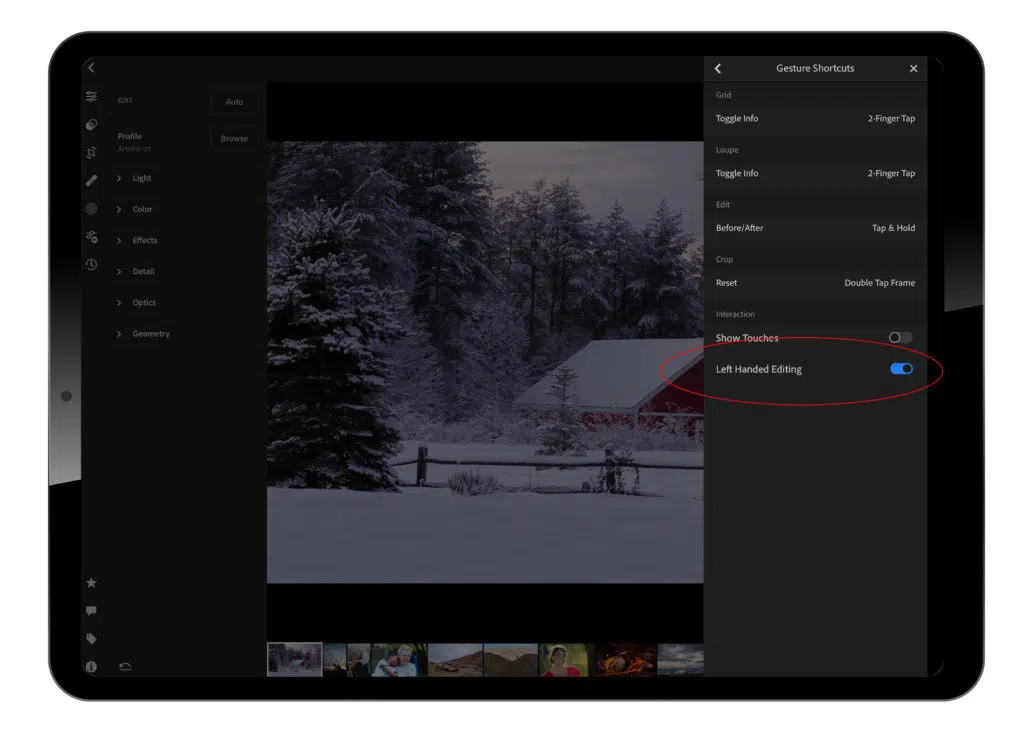 EDIT
Auto
Profile
Artistic 01
Browse
Light
Color
Effects
Detail
Optics
Geometry
Gesture Shortcuts
Grid
Toggle Info 2-Finger Tap
Loupe
Toggle Info 2-Finger Tap
Edit
Before/After Tap & Hold
Crop
Reset Double Tap Frame
Interaction
Show Touches
Left Handed Editing